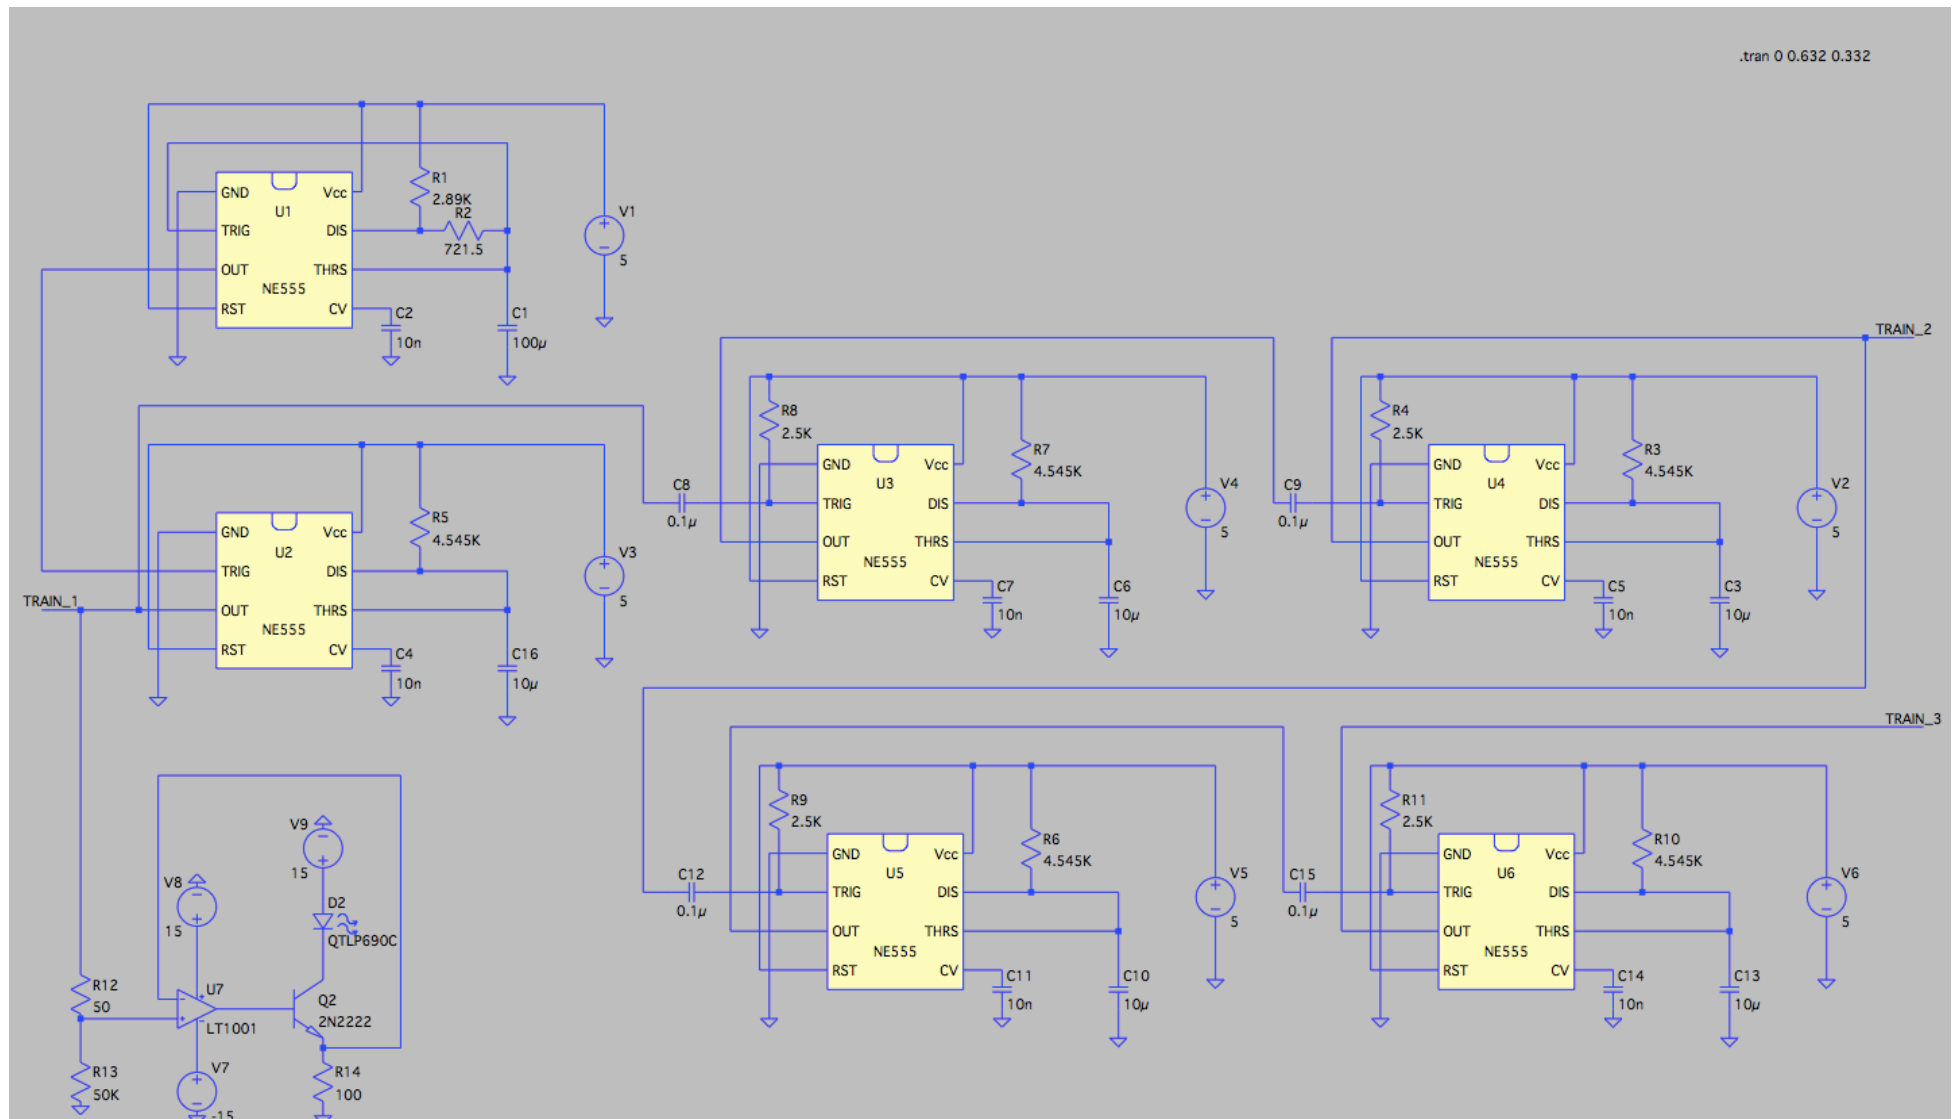 .tran 0 0.632 0.332
GND
TRIG
OUT
RST
U1
NE555
Vcc
DIS
THRS
CV
R1
2.89K
R2
721.5
V1
5
C2
10n
C1
100µ
TRAIN_1
GND
TRIG
OUT
RST
U2
NE555
Vcc
DIS
THRS
CV
R5
4.545K
V3
5
C4
10n
C16
10µ
C8
0.1µ
R8
2.5K
GND
TRIG
OUT
RST
U3
NE555
Vcc
DIS
THRS
CV
R7
4.545K
V4
5
C7
10n
C6
10µ
TRAIN_2
C9
0.1µ
R4
2.5K
GND
TRIG
OUT
RST
U4
NE555
Vcc
DIS
THRS
CV
R3
4.545K
V2
5
C5
10n
C3
10µ
C12
0.1µ
R9
2.5K
GND
TRIG
OUT
RST
U5
NE555
Vcc
DIS
THRS
CV
R6
4.545K
V5
5
C11
10n
C10
10µ
TRAIN_3
C15
0.1µ
R11
2.5K
GND
TRIG
OUT
RST
U6
NE555
Vcc
DIS
THRS
CV
R10
4.545K
V6
5
C14
10n
C13
10µ
V9
15
V8
15
D2
QTLP690C
R12
50
U7
LT1001
Q2
2N2222
R13
50K
V7
-15
R14
100